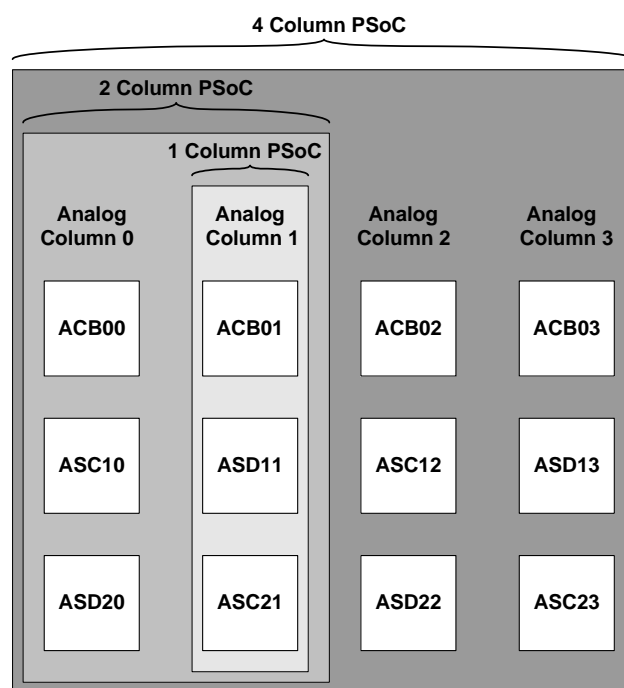 4 Column PSoC
2 Column PSoC
1 Column PSoC
Analog
Column 0
Analog
Column 1
Analog
Column 2
Analog
Column 3
ACB00
ACB01
ACB02
ACB03
ASC10
ASD11
ASC12
ASD13
ASD20
ASC21
ASD22
ASC23